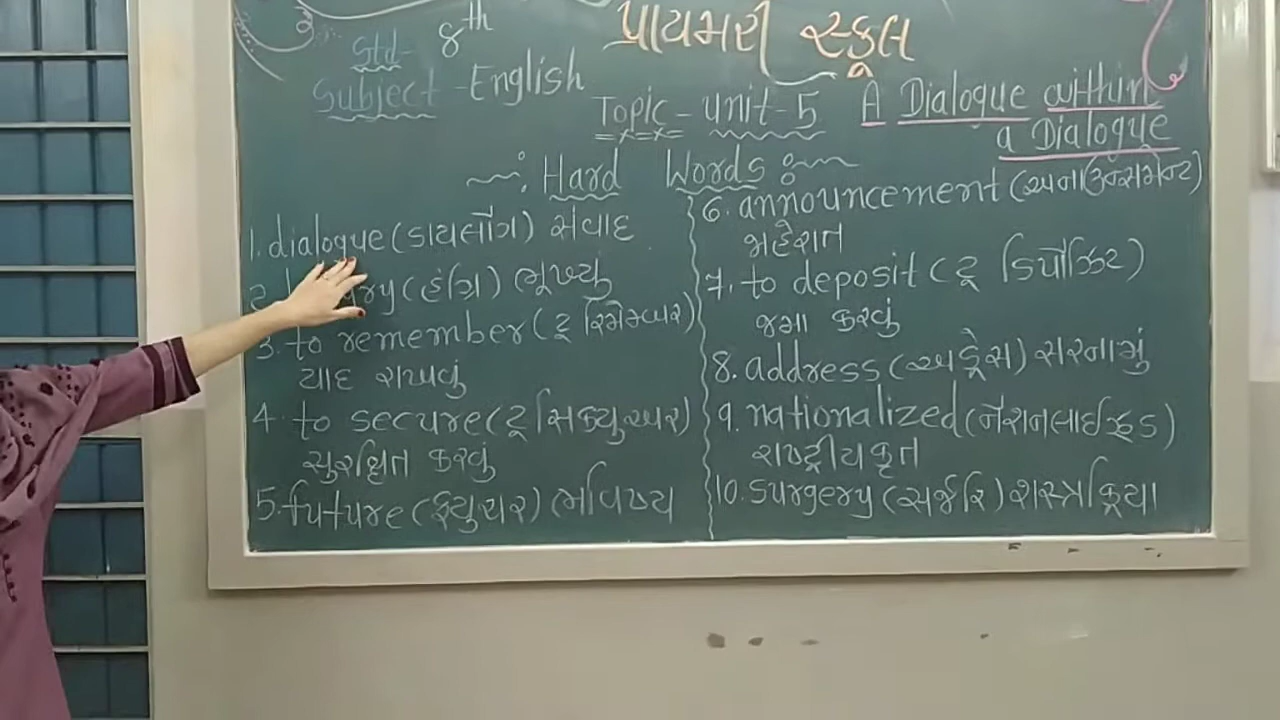 પ્રાયમરી સ્કૂલ
Std- 8th
Subject - English
Topic - unit-5 A Dialogue within
a Dialogue
Hard Words
1. dialogue (ડાયલૉગ) સંવાદ
2. (હંગ્રિ) ભૂખ્યું
3. to remember (ટૂ રિમેમ્બર)
યાદ રાખવું
4. to secure (ટૂ સિક્યુઅર)
સુરક્ષિત કરવું
5. future (ફ્યુચર) ભવિષ્ય
6. announcement (અનાઉન્સમેન્ટ)
જાહેરાત
7. to deposit (ટૂ ડિપૉઝિટ)
જમા કરવું
8. address (અડ્રેસ) સરનામું
9. nationalized (નૅશનલાઈઝ્ડ)
રાષ્ટ્રીયકૃત
10. surgery (સર્જરિ) શસ્ત્રક્રિયા